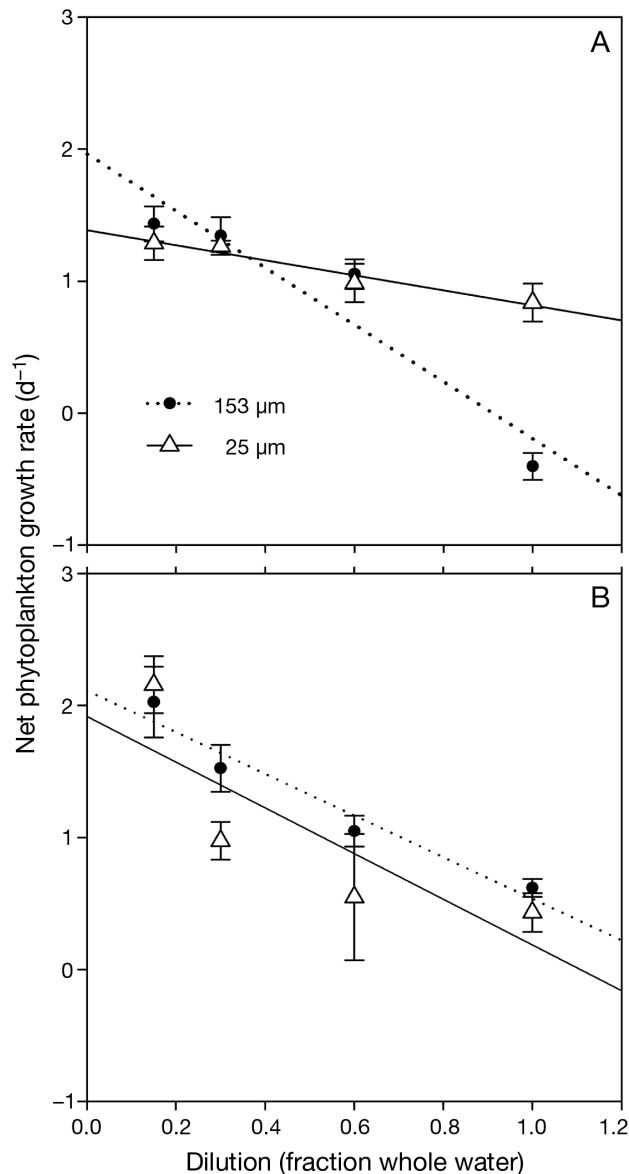 Net phytoplankton growth rate (d⁻¹)
A
3
2
1
0
−1
153 µm
25 µm
B
3
2
1
0
−1
0.0 0.2 0.4 0.6 0.8 1.0 1.2
Dilution (fraction whole water)